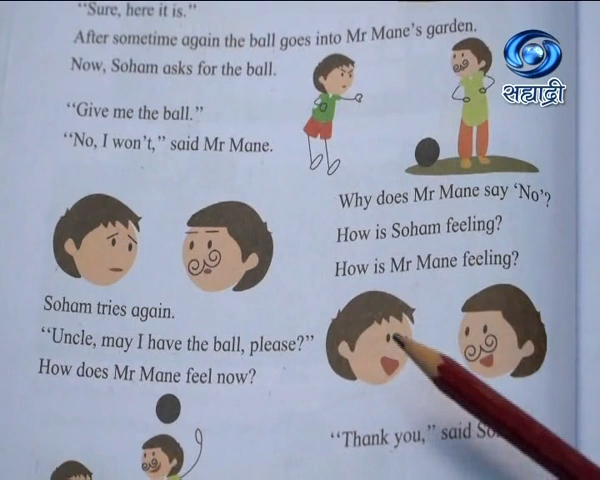 "Sure, here it is."
After sometime again the ball goes into Mr Mane's garden.
Now, Soham asks for the ball.
"Give me the ball."
"No, I won't," said Mr Mane.
सह्याद्री
Why does Mr Mane say 'No'?
How is Soham feeling?
How is Mr Mane feeling?
Soham tries again.
"Uncle, may I have the ball, please?"
How does Mr Mane feel now?
"Thank you," said